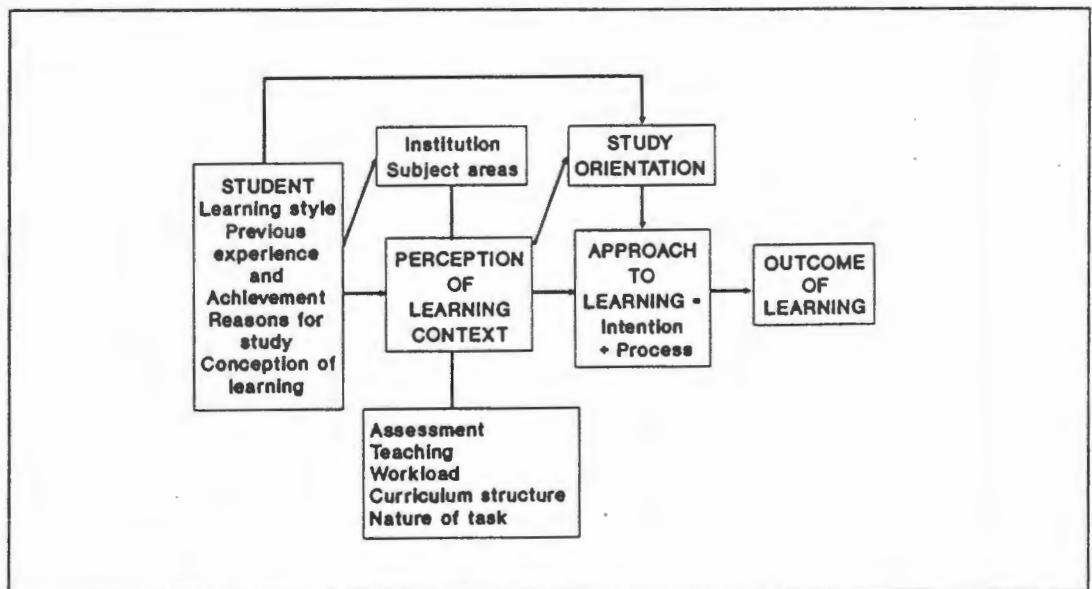 STUDENT
Learning style
Previous
experience
and
Achievement
Reasons for
study
Conception of
learning
Institution
Subject areas
PERCEPTION
OF
LEARNING
CONTEXT
Assessment
Teaching
Workload
Curriculum structure
Nature of task
STUDY
ORIENTATION
APPROACH
TO
LEARNING =
Intention
+ Process
OUTCOME
OF
LEARNING